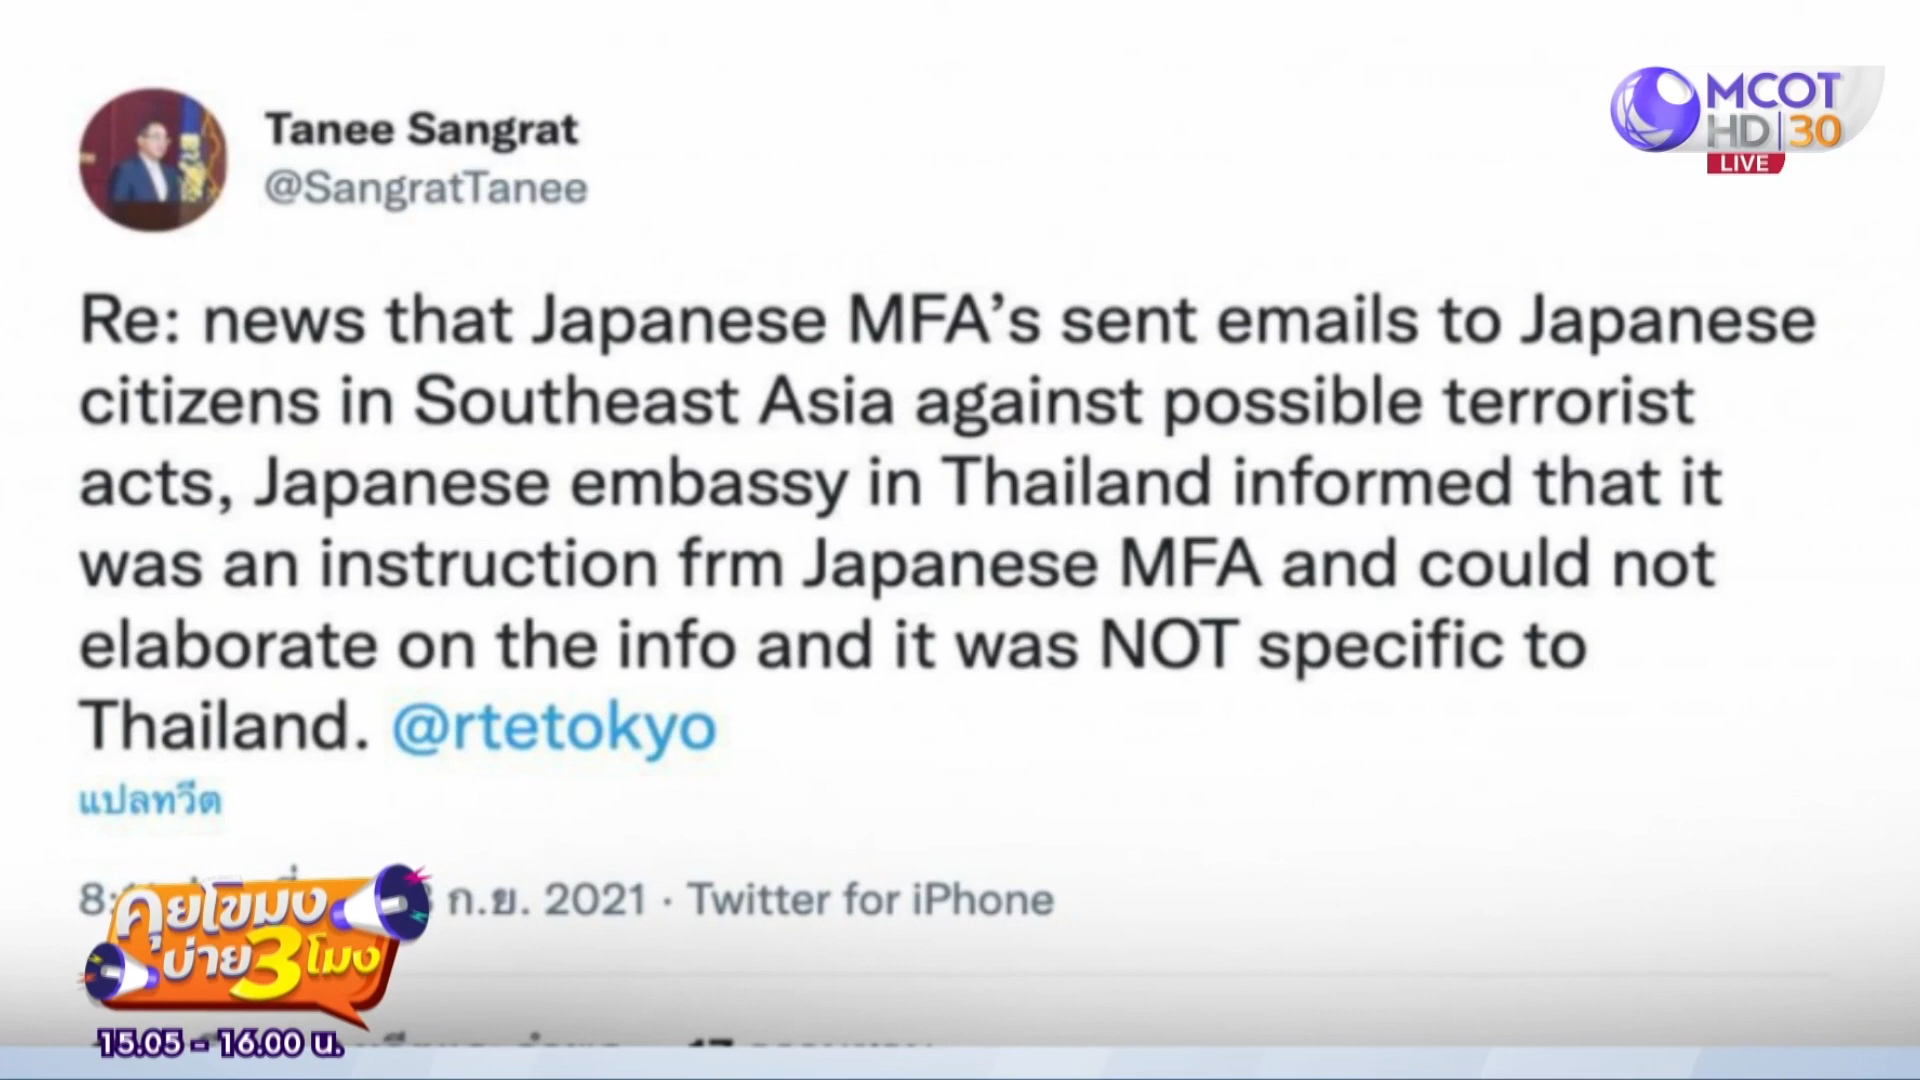 MCOT
HD 30
LIVE
Tanee Sangrat
@SangratTanee
Re: news that Japanese MFA’s sent emails to Japanese
citizens in Southeast Asia against possible terrorist
acts, Japanese embassy in Thailand informed that it
was an instruction frm Japanese MFA and could not
elaborate on the info and it was NOT specific to
Thailand. @rtetokyo
แปลทวีต
ก.ย. 2021 · Twitter for iPhone
คุยโขมง
บ่าย 3 โมง
15.05 - 16.00 น.